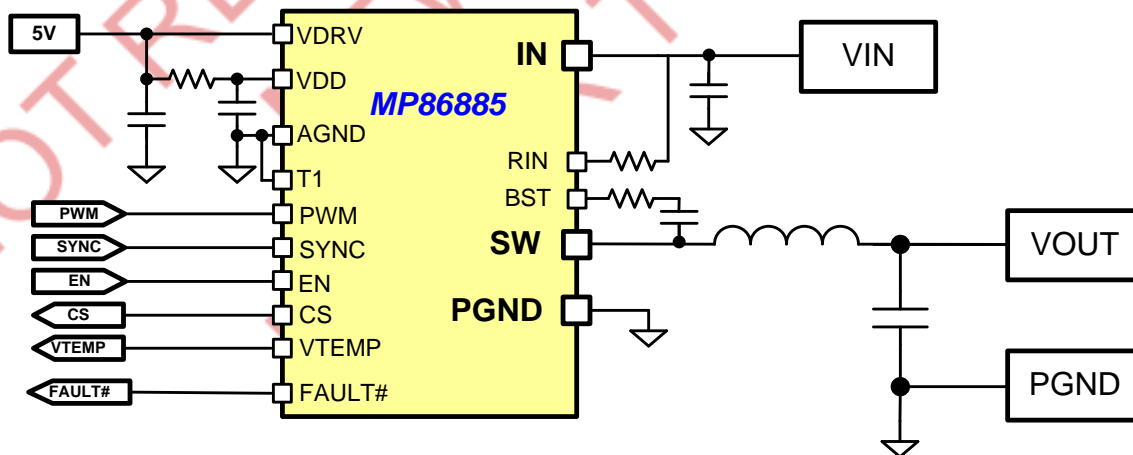 5V
VDRV
IN
VIN
VDD
MP86885
AGND
RIN
T1
BST
PWM
PWM
SYNC
SYNC
SW
VOUT
EN
EN
CS
CS
PGND
VTEMP
VTEMP
FAULT#
FAULT#
PGND